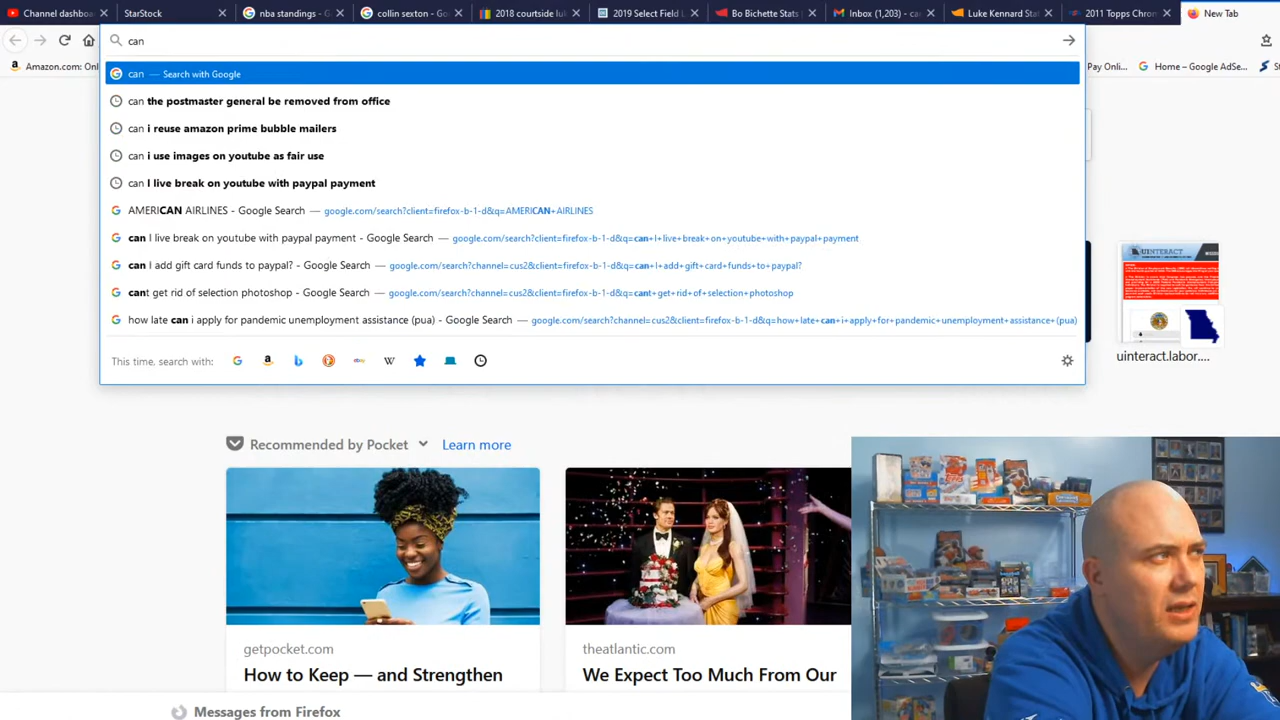 Channel dashboa
StarStock
nba standings - G
collin sexton - Go
2018 courtside luk
2019 Select Field L
Bo Bichette Stats
Inbox (1,203) - ca
Luke Kennard Sta
2011 Topps Chro
New Tab
can
Amazon.com: Onl
Pay Onli...
Home – Google AdSe...
can — Search with Google
can the postmaster general be removed from office
can i reuse amazon prime bubble mailers
can i use images on youtube as fair use
can I live break on youtube with paypal payment
AMERICAN AIRLINES - Google Search — google.com/search?client=firefox-b-1-d&q=AMERICAN+AIRLINES
can I live break on youtube with paypal payment - Google Search — google.com/search?client=firefox-b-1-d&q=can+I+live+break+on+youtube+with+paypal+payment
can I add gift card funds to paypal? - Google Search — google.com/search?channel=cus2&client=firefox-b-1-d&q=can+I+add+gift+card+funds+to+paypal?
cant get rid of selection photoshop - Google Search — google.com/search?channel=cus2&client=firefox-b-1-d&q=cant+get+rid+of+selection+photoshop
how late can i apply for pandemic unemployment assistance (pua) - Google Search — google.com/search?channel=cus2&client=firefox-b-1-d&q=how+late+can+i+apply+for+pandemic+unemployment+assistance+(pua)
This time, search with:
UINTERACT
uinteract.labor....
Recommended by Pocket
Learn more
getpocket.com
How to Keep — and Strengthen
theatlantic.com
We Expect Too Much From Our
Messages from Firefox